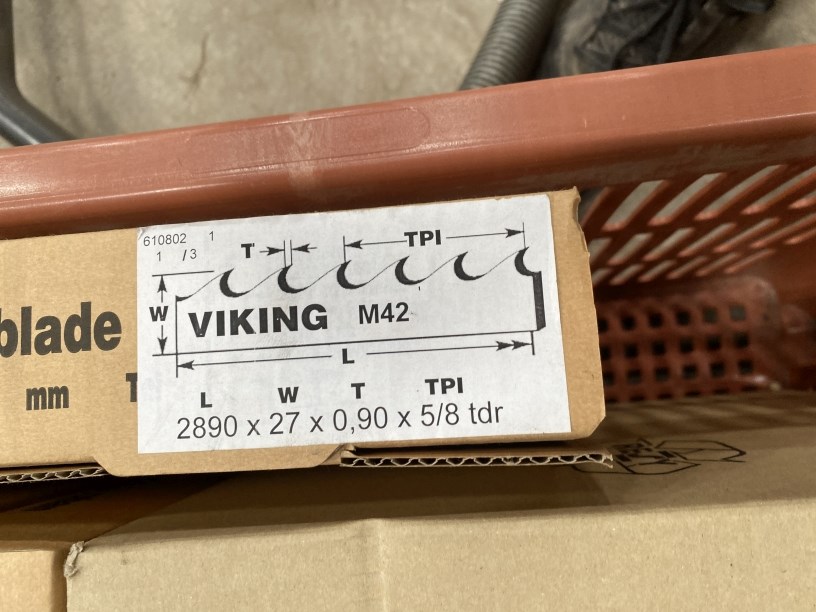 610802 1
1 /3
T
TPI
W
VIKING M42
L
L W T TPI
2890 x 27 x 0,90 x 5/8 tdr
blade
mm